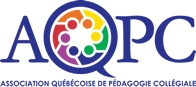 AQPC
ASSOCIATION QUÉBÉCOISE DE PÉDAGOGIE COLLÉGIALE